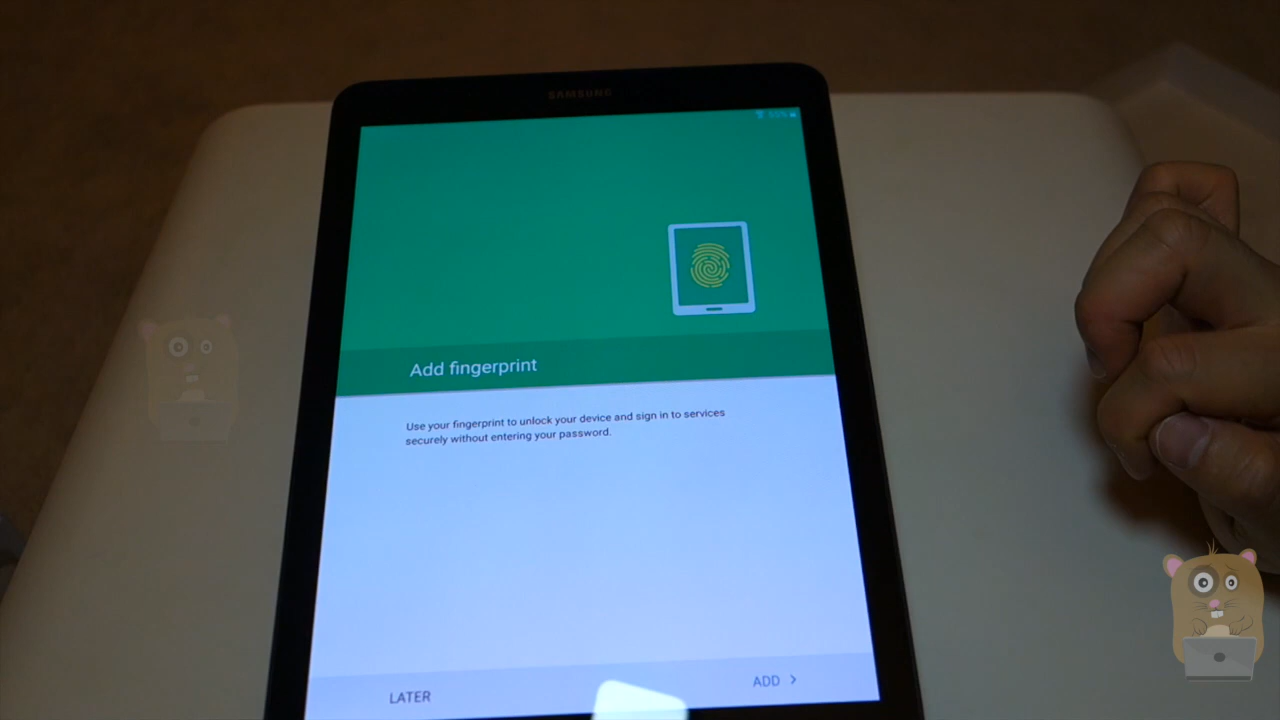 SAMSUNG
65%
Add fingerprint
Use your fingerprint to unlock your device and sign in to services
securely without entering your password.
LATER
ADD